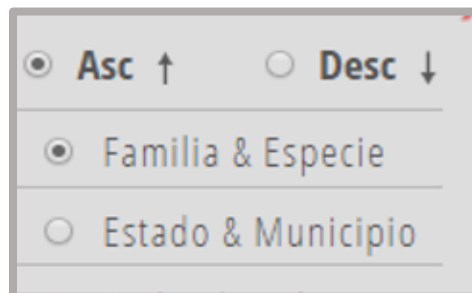 Asc ↑ Desc ↓
Familia & Especie
Estado & Municipio